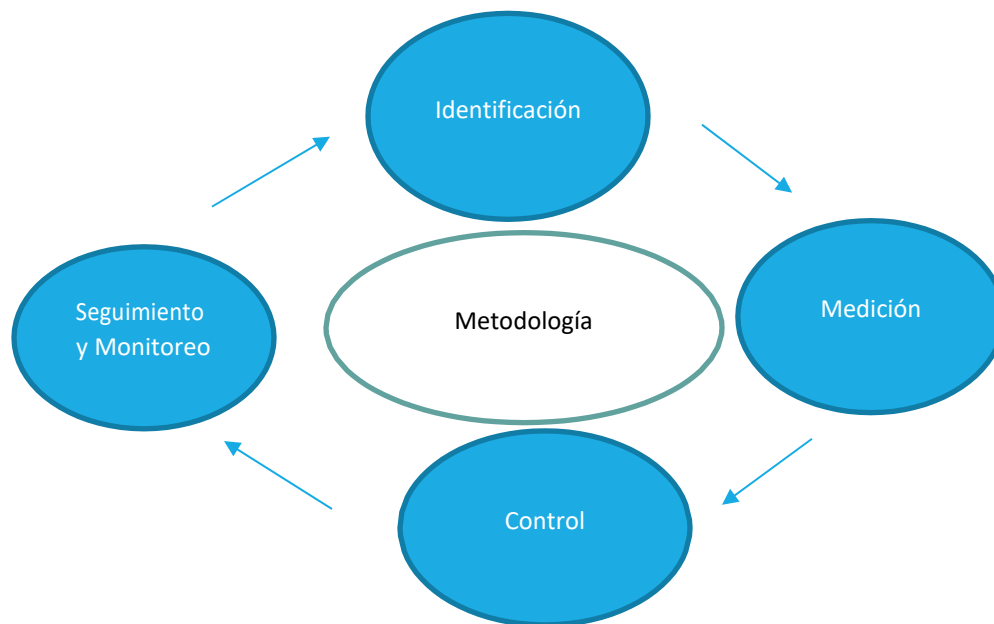 Identificación
Medición
Seguimiento
y Monitoreo
Metodología
Control